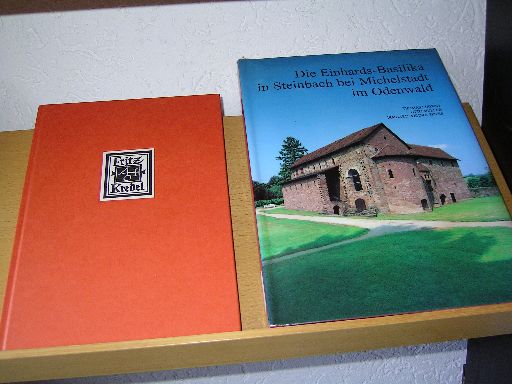 Fritz
Kredel
Die Einhards-Basilika
in Steinbach bei Michelstadt
im Odenwald